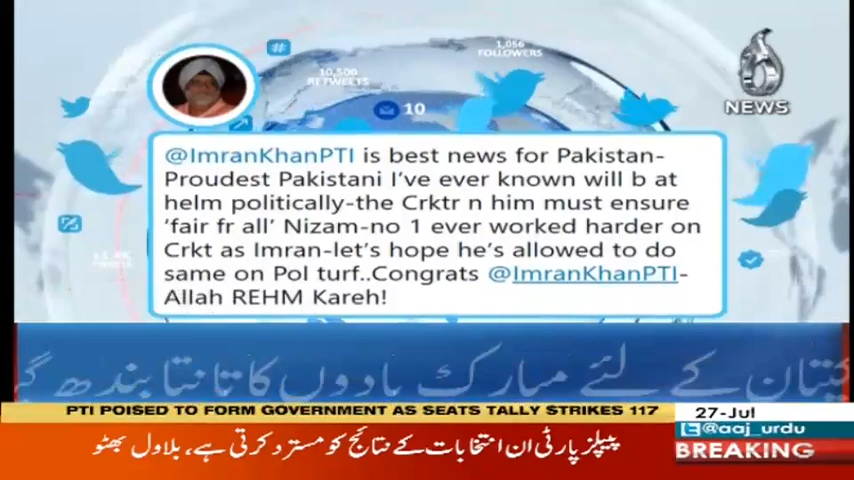 #
10,500
RETWEETS
1,056
FOLLOWERS
10
NEWS
@ImranKhanPTI is best news for Pakistan-
Proudest Pakistani I've ever known will b at
helm politically-the Crktr n him must ensure
‘fair fr all’ Nizam-no 1 ever worked harder on
Crkt as Imran-let's hope he's allowed to do
same on Pol turf..Congrats @ImranKhanPTI-
Allah REHM Kareh!
کپتان کے لئے مبارک بادوں کا تانتا بندھ
PTI POISED TO FORM GOVERNMENT AS SEATS TALLY STRIKES 117
27-Jul
@aaj_urdu
پیپلز پارٹی ان انتخابات کے نتائج کو مسترد کرتی ہے، بلاول بھٹو
BREAKING